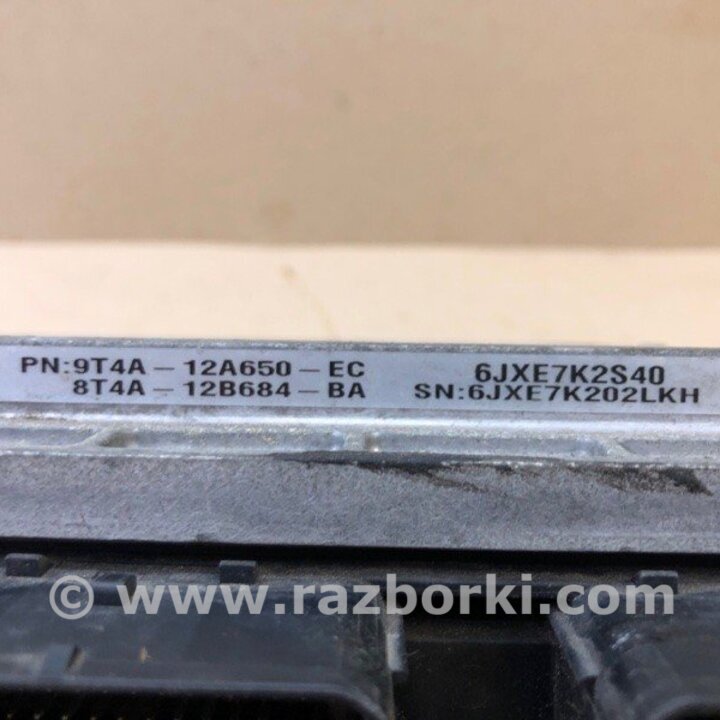 PN:9T4A-12A650-EC 6JXE7K2S40
8T4A-12B684-BA SN:6JXE7K202LKH
© www.razborki.com